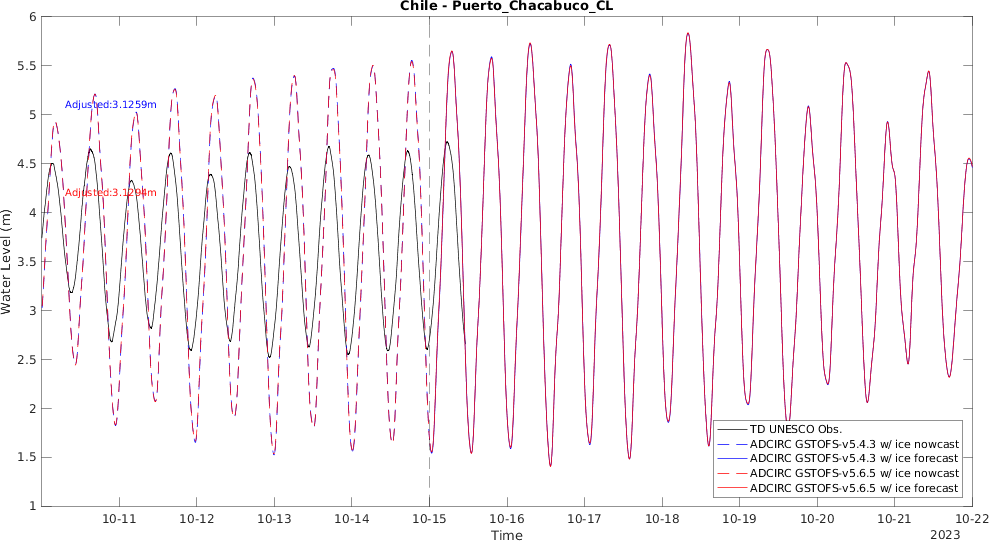 Chile - Puerto_Chacabuco_CL
6
5.5
5
4.5
4
3.5
3
2.5
2
1.5
1
Water Level (m)
Adjusted:3.1259m
Adjusted:3.1294m
TD UNESCO Obs.
ADCIRC GSTOFS-v5.4.3 w/ ice nowcast
ADCIRC GSTOFS-v5.4.3 w/ ice forecast
ADCIRC GSTOFS-v5.6.5 w/ ice nowcast
ADCIRC GSTOFS-v5.6.5 w/ ice forecast
10-11 10-12 10-13 10-14 10-15 10-16 10-17 10-18 10-19 10-20 10-21 10-22
Time
2023